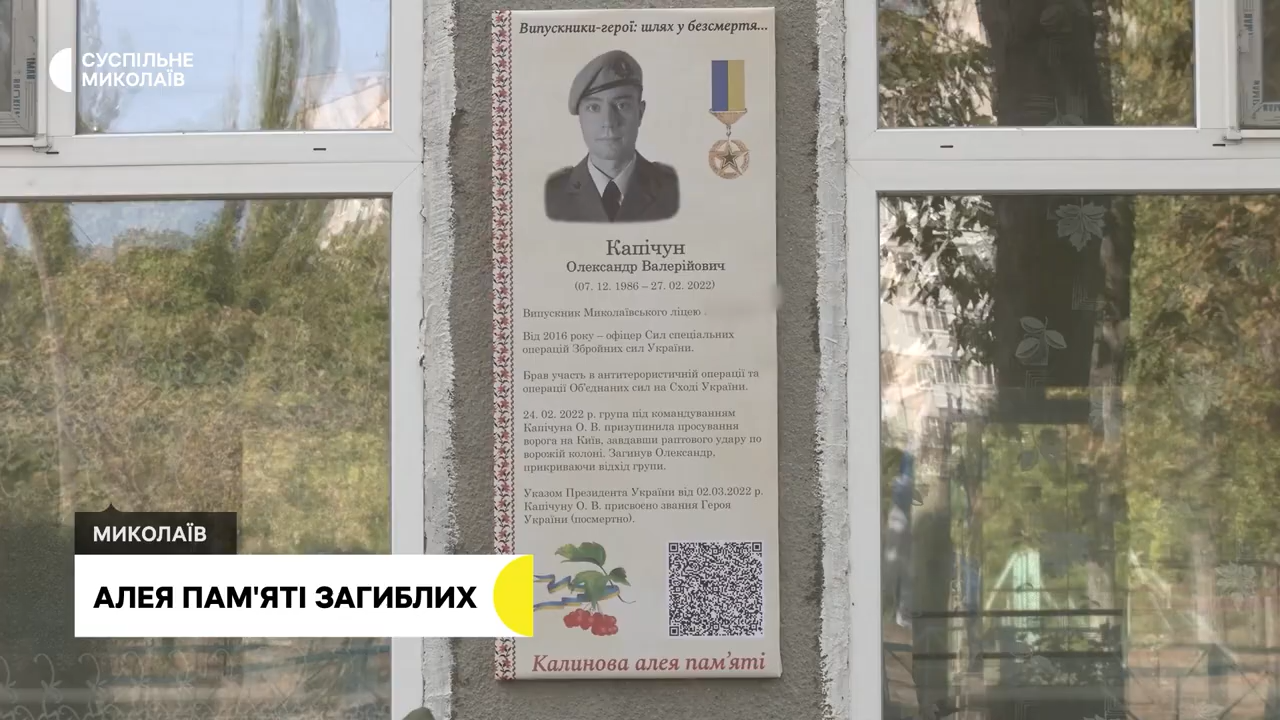 СУСПІЛЬНЕ
МИКОЛАЇВ
Випускники-герої: шлях у безсмертя...
Капічун
Олександр Валерійович
(07. 12. 1986 – 27. 02. 2022)
Випускник Миколаївського ліцею .
Від 2016 року – офіцер Сил спеціальних
операцій Збройних сил України.
Брав участь в антитерористичній операції та
операції Об'єднаних сил на Сході України.
24. 02. 2022 р. група під командуванням
Капічуна О. В. призупинила просування
ворога на Київ, завдавши раптового удару по
ворожій колоні. Загинув Олександр,
прикриваючи відхід групи.
Указом Президента України від 02.03.2022 р.
Капічуну О. В. присвоєно звання Героя
України (посмертно).
Калинова алея пам'яті
МИКОЛАЇВ
АЛЕЯ ПАМ'ЯТІ ЗАГИБЛИХ